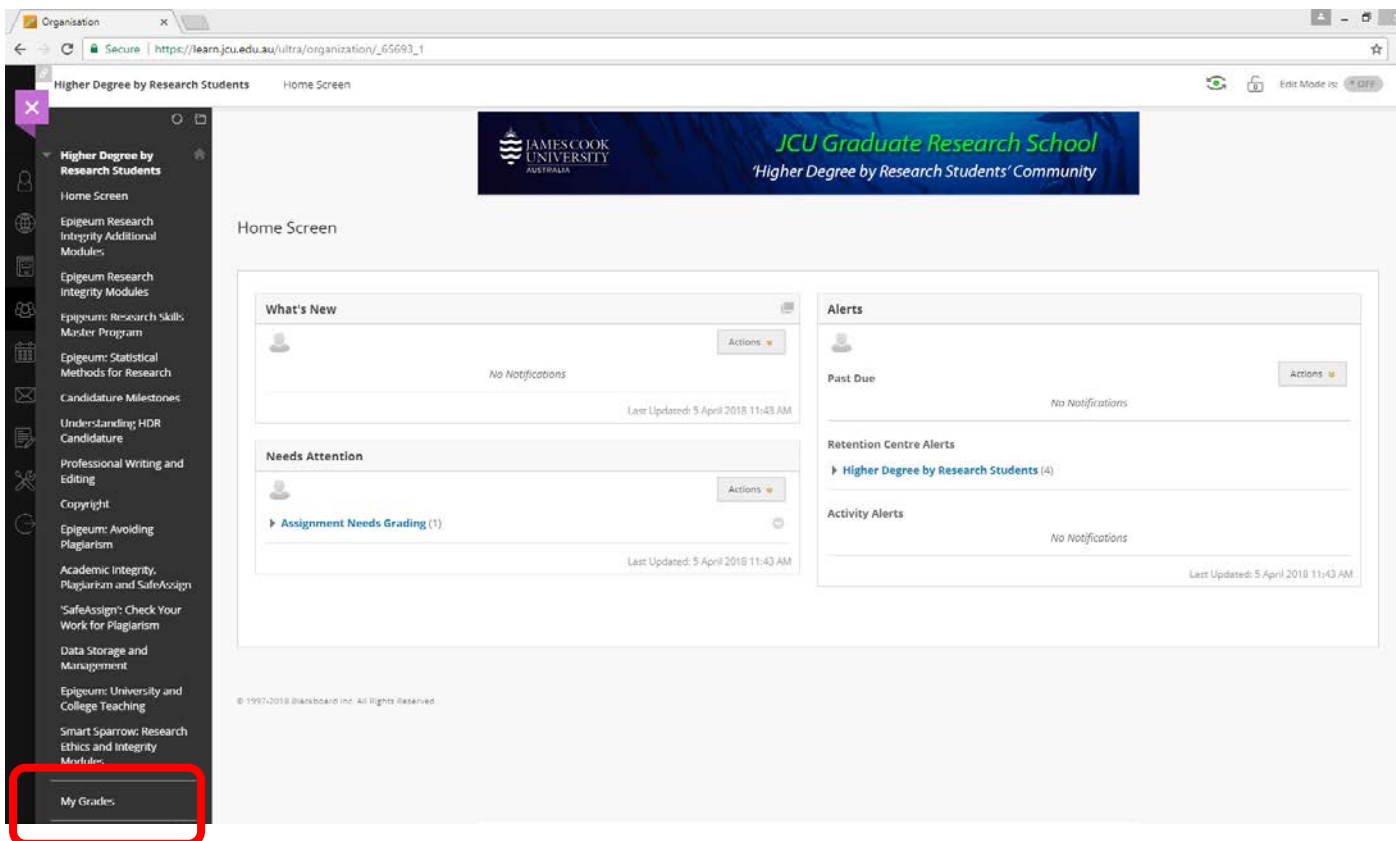 Organisation
Secure | https://learn.jcu.edu.au/ultra/organization/_65693_1
Higher Degree by Research Students Home Screen
Edit Mode is: OFF
Higher Degree by
Research Students
Home Screen
Epigeum Research
Integrity Additional
Modules
Epigeum Research
Integrity Modules
Epigeum: Research Skills
Master Program
Epigeum: Statistical
Methods for Research
Candidature Milestones
Understanding HDR
Candidature
Professional Writing and
Editing
Copyright
Epigeum: Avoiding
Plagiarism
Academic Integrity,
Plagiarism and SafeAssign
'SafeAssign': Check Your
Work for Plagiarism
Data Storage and
Management
Epigeum: University and
College Teaching
Smart Sparrow: Research
Ethics and Integrity
Modules
My Grades
JAMES COOK
UNIVERSITY
AUSTRALIA
JCU Graduate Research School
'Higher Degree by Research Students' Community
Home Screen
What's New
Actions
No Notifications
Last Updated: 5 April 2018 11:43 AM
Needs Attention
Actions
Assignment Needs Grading (1)
Last Updated: 5 April 2018 11:43 AM
Alerts
Actions
Past Due
No Notifications
Retention Centre Alerts
Higher Degree by Research Students (4)
Activity Alerts
No Notifications
Last Updated: 5 April 2018 11:43 AM
© 1997-2018 Blackboard Inc. All Rights Reserved